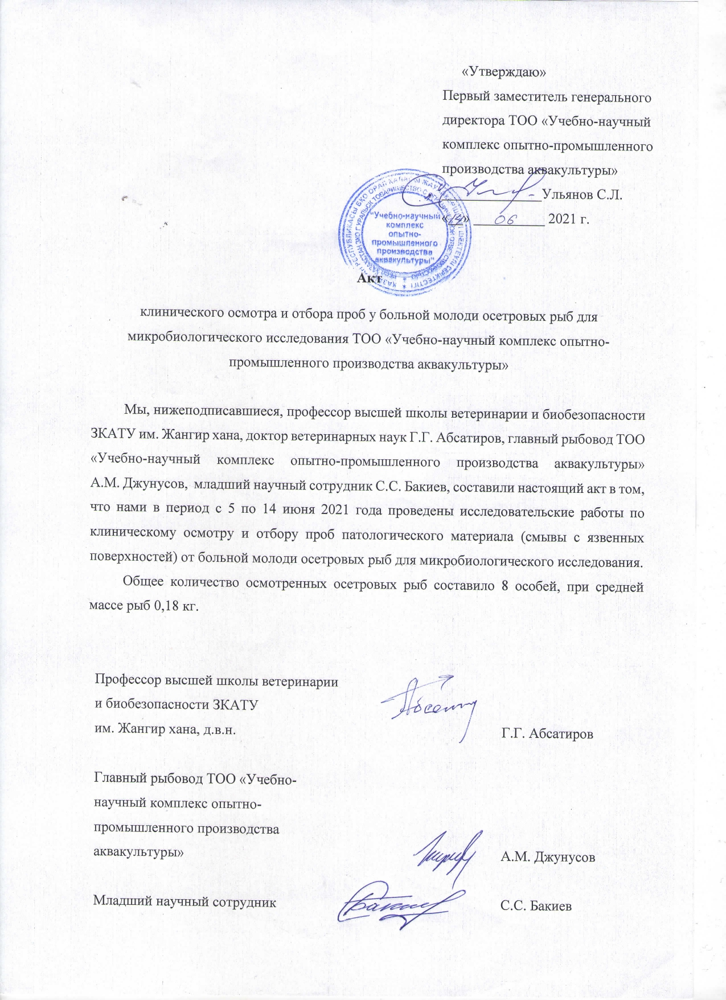 «Утверждаю»
Первый заместитель генерального
директора ТОО «Учебно-научный
комплекс опытно-промышленного
производства аквакультуры»
Ульянов С.Л.
«14» 06 2021 г.
"Учебно-научный
комплекс
опытно-
промышленного
производства
аквакультуры"
Акт
клинического осмотра и отбора проб у больной молоди осетровых рыб для
микробиологического исследования ТОО «Учебно-научный комплекс опытно-
промышленного производства аквакультуры»
Мы, нижеподписавшиеся, профессор высшей школы ветеринарии и биобезопасности
ЗКАТУ им. Жангир хана, доктор ветеринарных наук Г.Г. Абсатиров, главный рыбовод ТОО
«Учебно-научный комплекс опытно-промышленного производства аквакультуры»
А.М. Джунусов, младший научный сотрудник С.С. Бакиев, составили настоящий акт в том,
что нами в период с 5 по 14 июня 2021 года проведены исследовательские работы по
клиническому осмотру и отбору проб патологического материала (смывы с язвенных
поверхностей) от больной молоди осетровых рыб для микробиологического исследования.
Общее количество осмотренных осетровых рыб составило 8 особей, при средней
массе рыб 0,18 кг.
Профессор высшей школы ветеринарии
и биобезопасности ЗКАТУ
им. Жангир хана, д.в.н.
Г.Г. Абсатиров
Главный рыбовод ТОО «Учебно-
научный комплекс опытно-
промышленного производства
аквакультуры»
А.М. Джунусов
Младший научный сотрудник
С.С. Бакиев